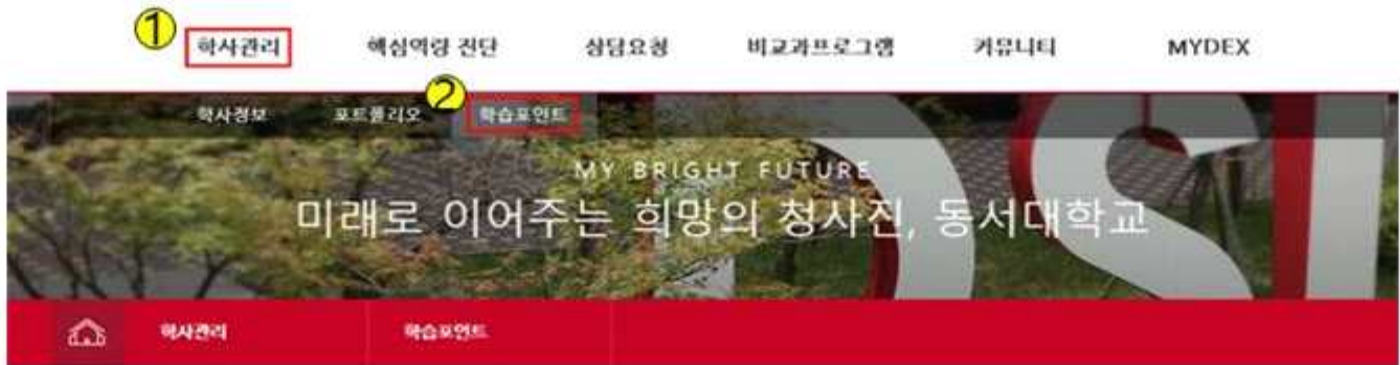 ① 학사관리 핵심역량 진단 상담요청 비교과프로그램 커뮤니티 MYDEX
학사정보 포트폴리오 ② 학습포인트
MY BRIGHT FUTURE
미래로 이어주는 희망의 청사진, 동서대학교
학사관리 학습포인트